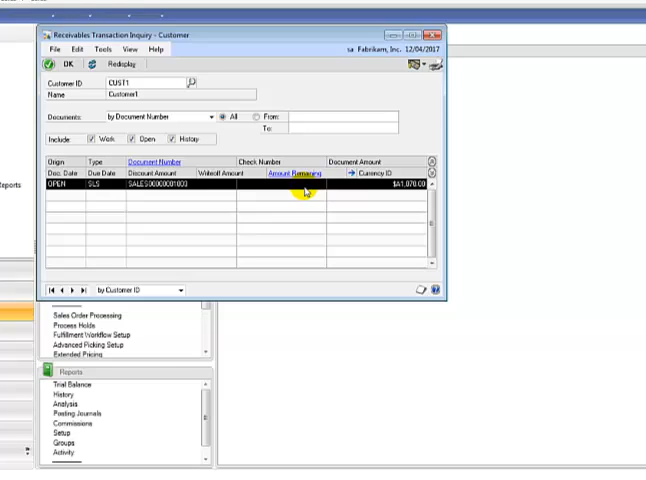 Receivables Transaction Inquiry - Customer
File Edit Tools View Help
sa Fabrikam, Inc. 12/04/2017
OK Redisplay
Customer ID CUST1
Name Customer1
Documents: by Document Number All From:
To:
Include: Work Open History
Origin Type Document Number Check Number Document Amount
Doc. Date Due Date Discount Amount Writeoff Amount Amount Remaining Currency ID
OPEN SLS SALES00000001003 $A1,070.00
by Customer ID
eports
Sales Order Processing
Process Holds
Fulfillment Workflow Setup
Advanced Picking Setup
Extended Pricing
Reports
Trial Balance
History
Analysis
Posting Journals
Commissions
Setup
Groups
Activity